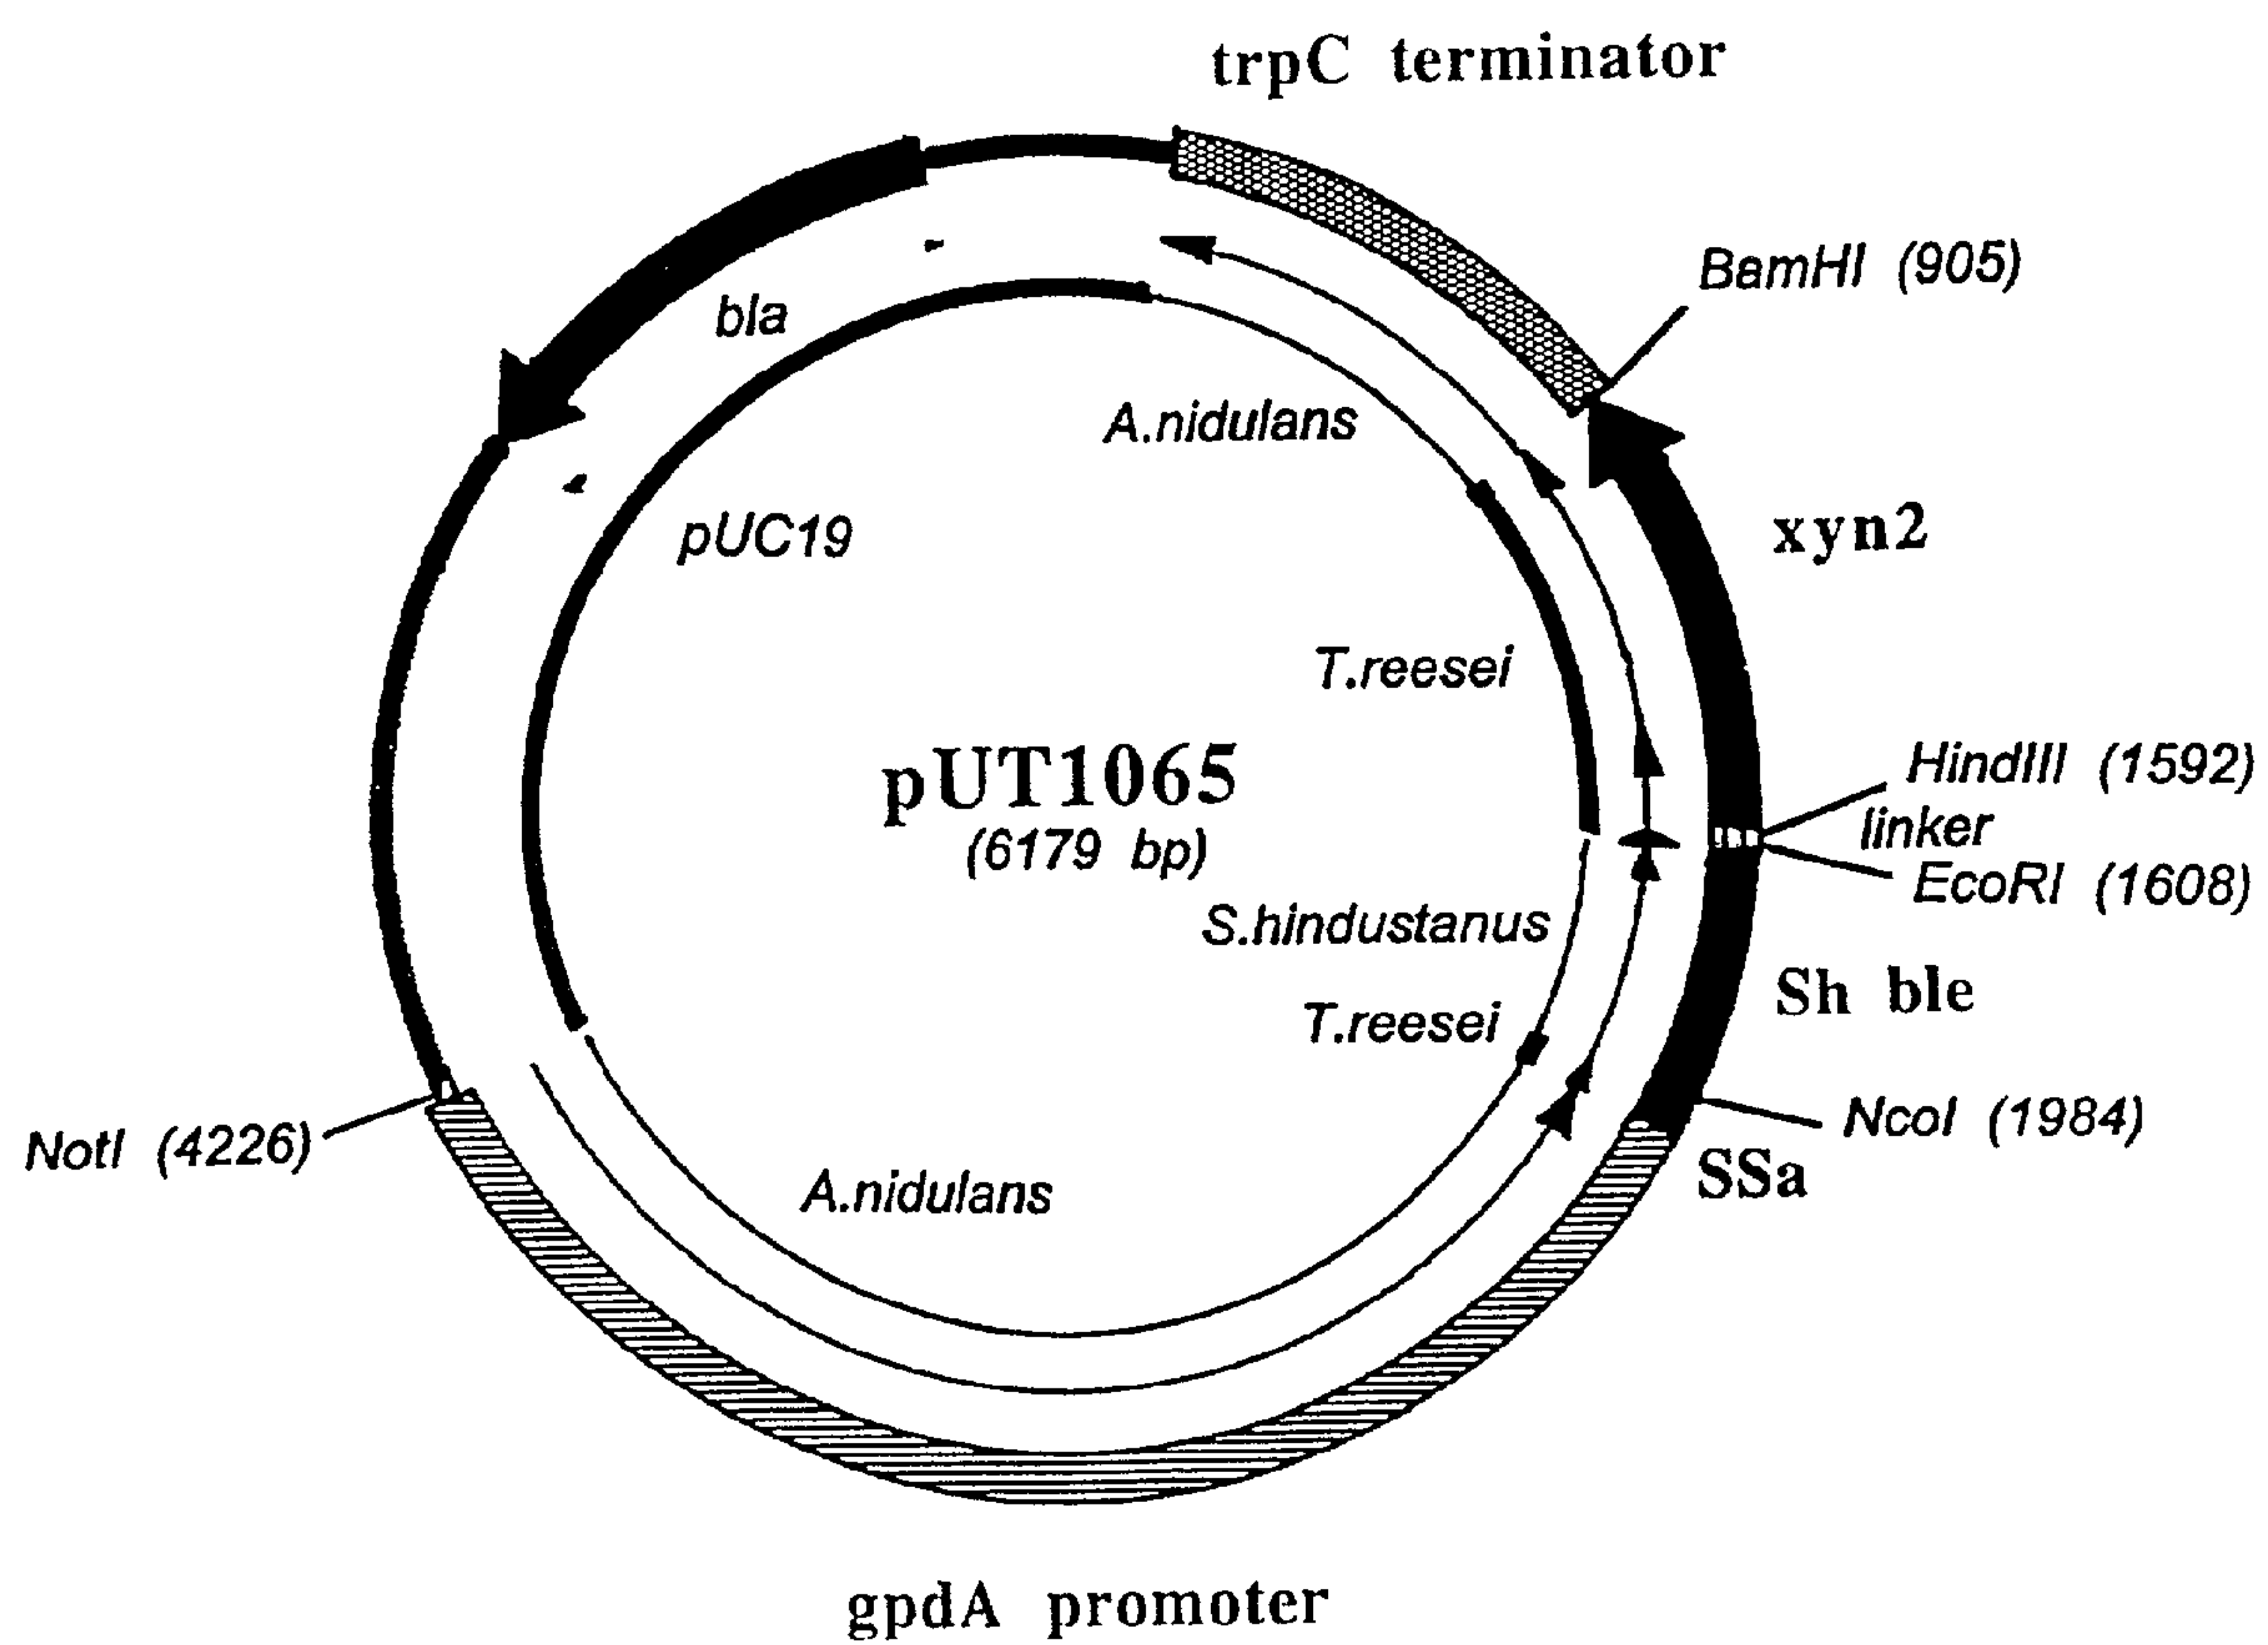 trpC terminator
BamHI (905)
bla
A.nidulans
pUC19
xyn2
T.reesei
pUT1065
(6179 bp)
HindIII (1592)
linker
EcoRI (1608)
S.hindustanus
Sh ble
T.reesei
NcoI (1984)
NotI (4226)
SSa
A.nidulans
gpdA promoter